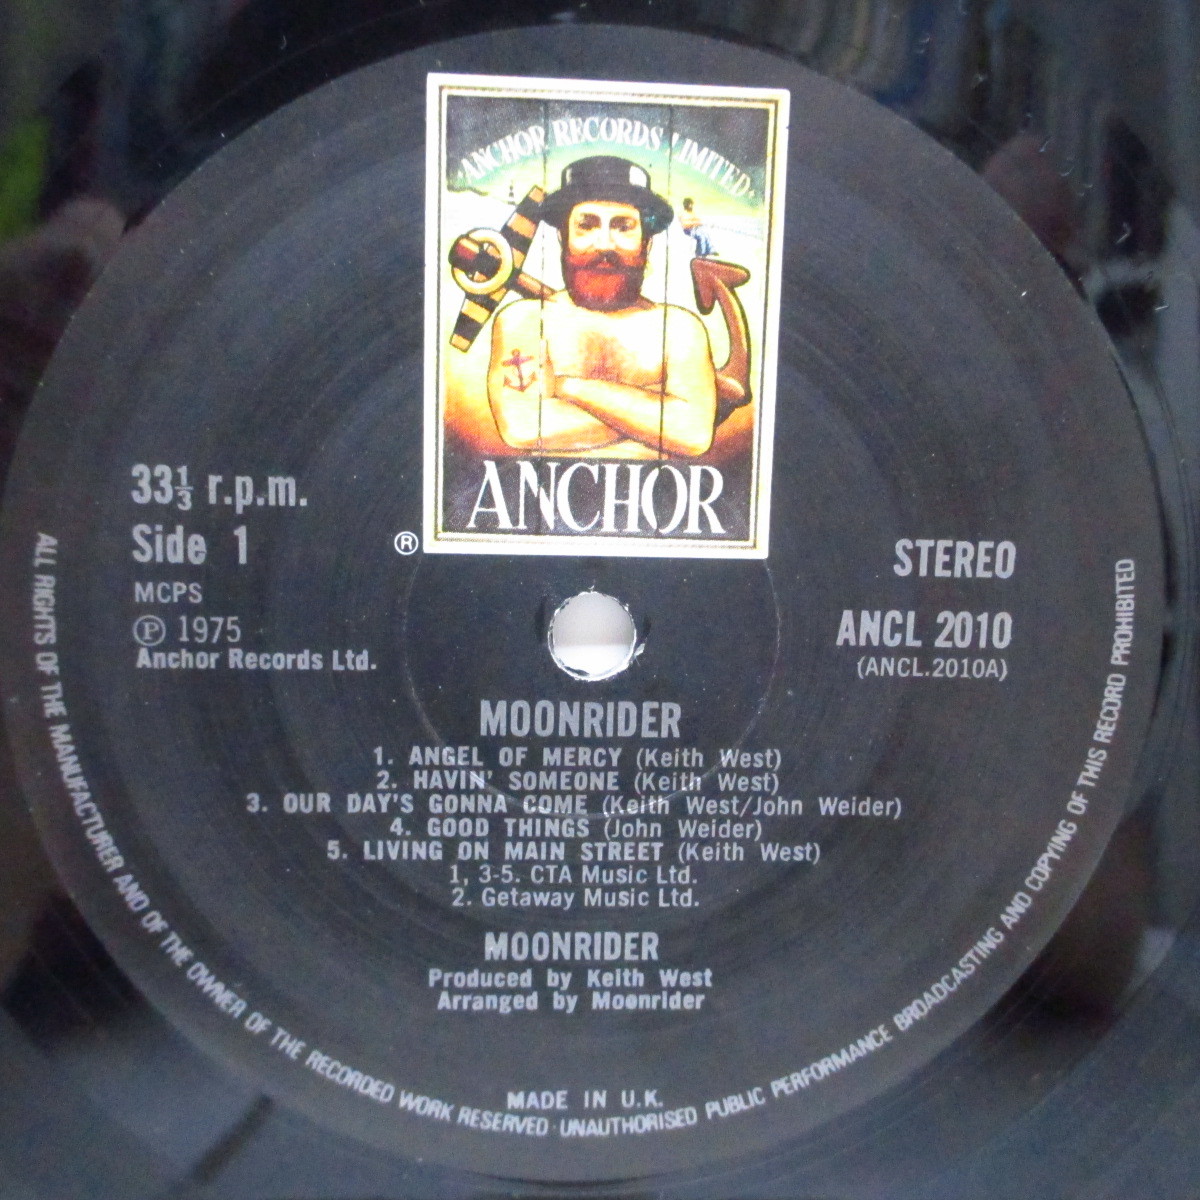 ANCHOR RECORDS LIMITED
ANCHOR
33⅓ r.p.m.
Side 1
®
MCPS
℗ 1975
Anchor Records Ltd.
STEREO
ANCL 2010
(ANCL.2010A)
MOONRIDER
1. ANGEL OF MERCY (Keith West)
2. HAVIN' SOMEONE (Keith West)
3. OUR DAY'S GONNA COME (Keith West/John Weider)
4. GOOD THINGS (John Weider)
5. LIVING ON MAIN STREET (Keith West)
1, 3-5. CTA Music Ltd.
2. Getaway Music Ltd.
MOONRIDER
Produced by Keith West
Arranged by Moonrider
MADE IN U.K.
ALL RIGHTS OF THE MANUFACTURER AND OF THE OWNER OF THE RECORDED WORK RESERVED · UNAUTHORISED PUBLIC PERFORMANCE BROADCASTING AND COPYING OF THIS RECORD PROHIBITED